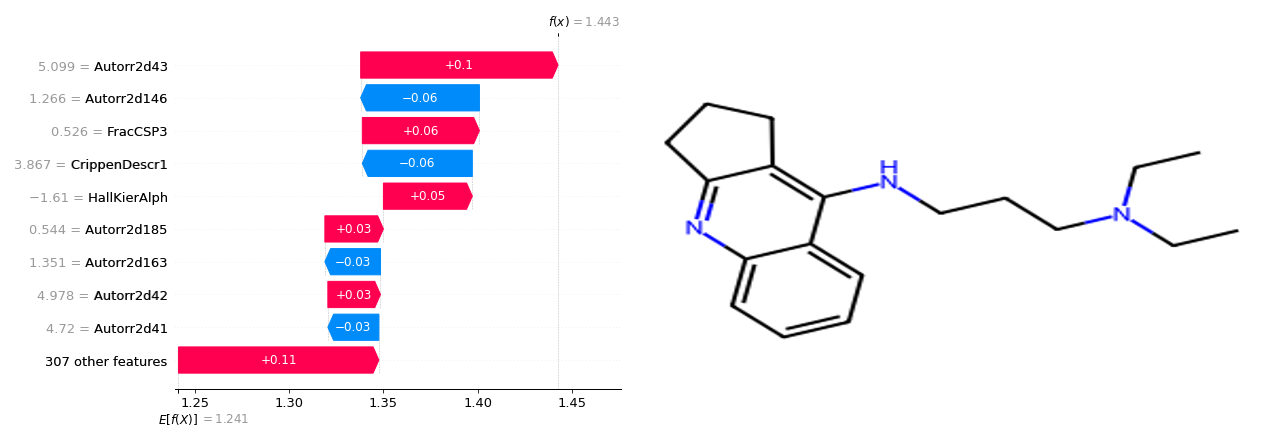 f(x) = 1.443
5.099 = Autorr2d43 +0.1
1.266 = Autorr2d146 −0.06
0.526 = FracCSP3 +0.06
3.867 = CrippenDescr1 −0.06
−1.61 = HallKierAlph +0.05
0.544 = Autorr2d185 +0.03
1.351 = Autorr2d163 −0.03
4.978 = Autorr2d42 +0.03
4.72 = Autorr2d41 −0.03
307 other features +0.11
1.25 1.30 1.35 1.40 1.45
E[f(X)] = 1.241
H
N
N
N